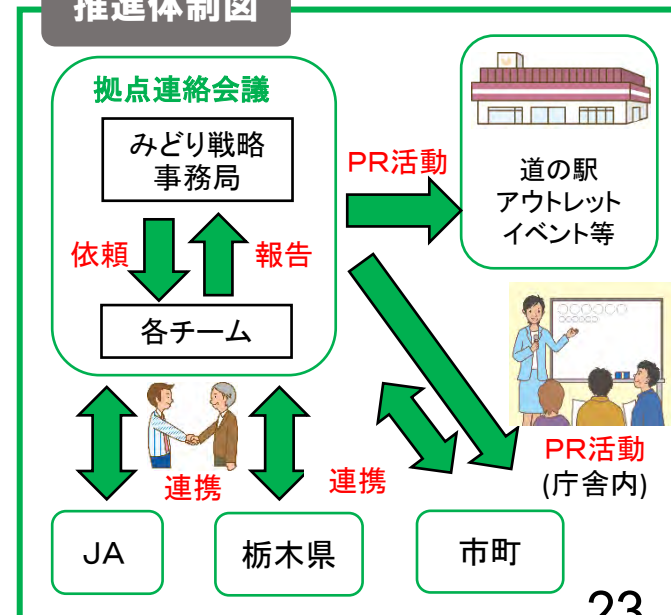 推進体制図
拠点連絡会議
みどり戦略
事務局
依頼
報告
各チーム
PR活動
道の駅
アウトレット
イベント等
連携
連携
PR活動
(庁舎内)
JA
栃木県
市町
23